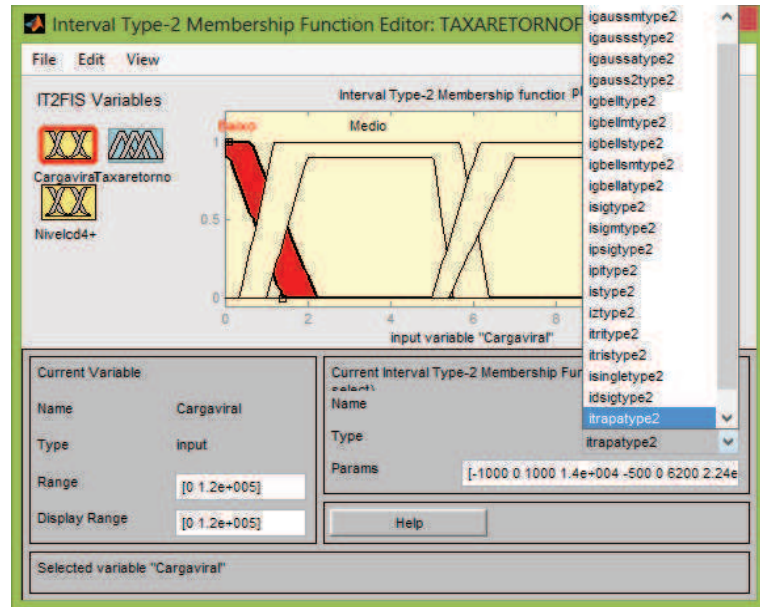 Interval Type-2 Membership Function Editor: TAXARETORNOF
File Edit View
IT2FIS Variables
Cargaviral
Taxaretorno
Nivelcd4+
Interval Type-2 Membership function pl
Baixo
Medio
1
0.5
0
0 2 4 6 8
input variable "Cargaviral"
igaussmtype2
igaussstype2
igaussatype2
igauss2type2
igbelltype2
igbellmtype2
igbellstype2
igbellsmtype2
igbellatype2
isigtype2
isigmtype2
ipsigtype2
ipitype2
istype2
iztype2
itritype2
itristype2
isingletype2
idsigtype2
itrapatype2
itrapatype2
Current Variable
Name Cargaviral
Type input
Range [0 1.2e+005]
Display Range [0 1.2e+005]
Current Interval Type-2 Membership Fun
select)
Name
Type
Params [-1000 0 1000 1.4e+004 -500 0 6200 2.24e
Help
Selected variable "Cargaviral"